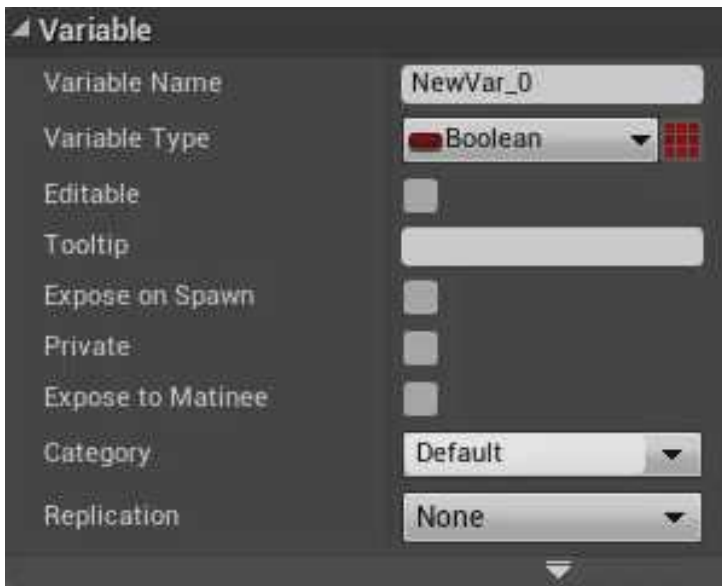 Variable
Variable Name NewVar_0
Variable Type Boolean
Editable
Tooltip
Expose on Spawn
Private
Expose to Matinee
Category Default
Replication None